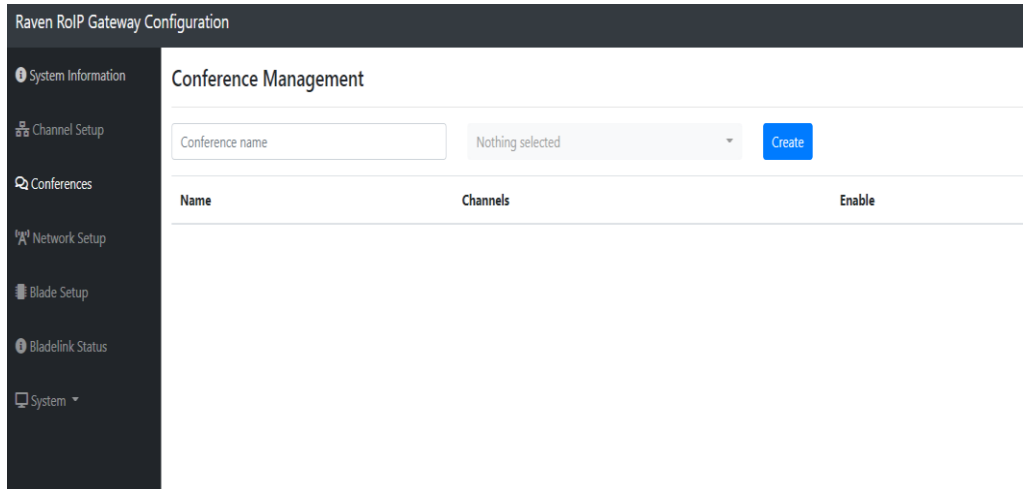 Raven RoIP Gateway Configuration
System Information
Channel Setup
Conferences
Network Setup
Blade Setup
Bladelink Status
System
Conference Management
Conference name
Nothing selected
Create
Name Channels Enable